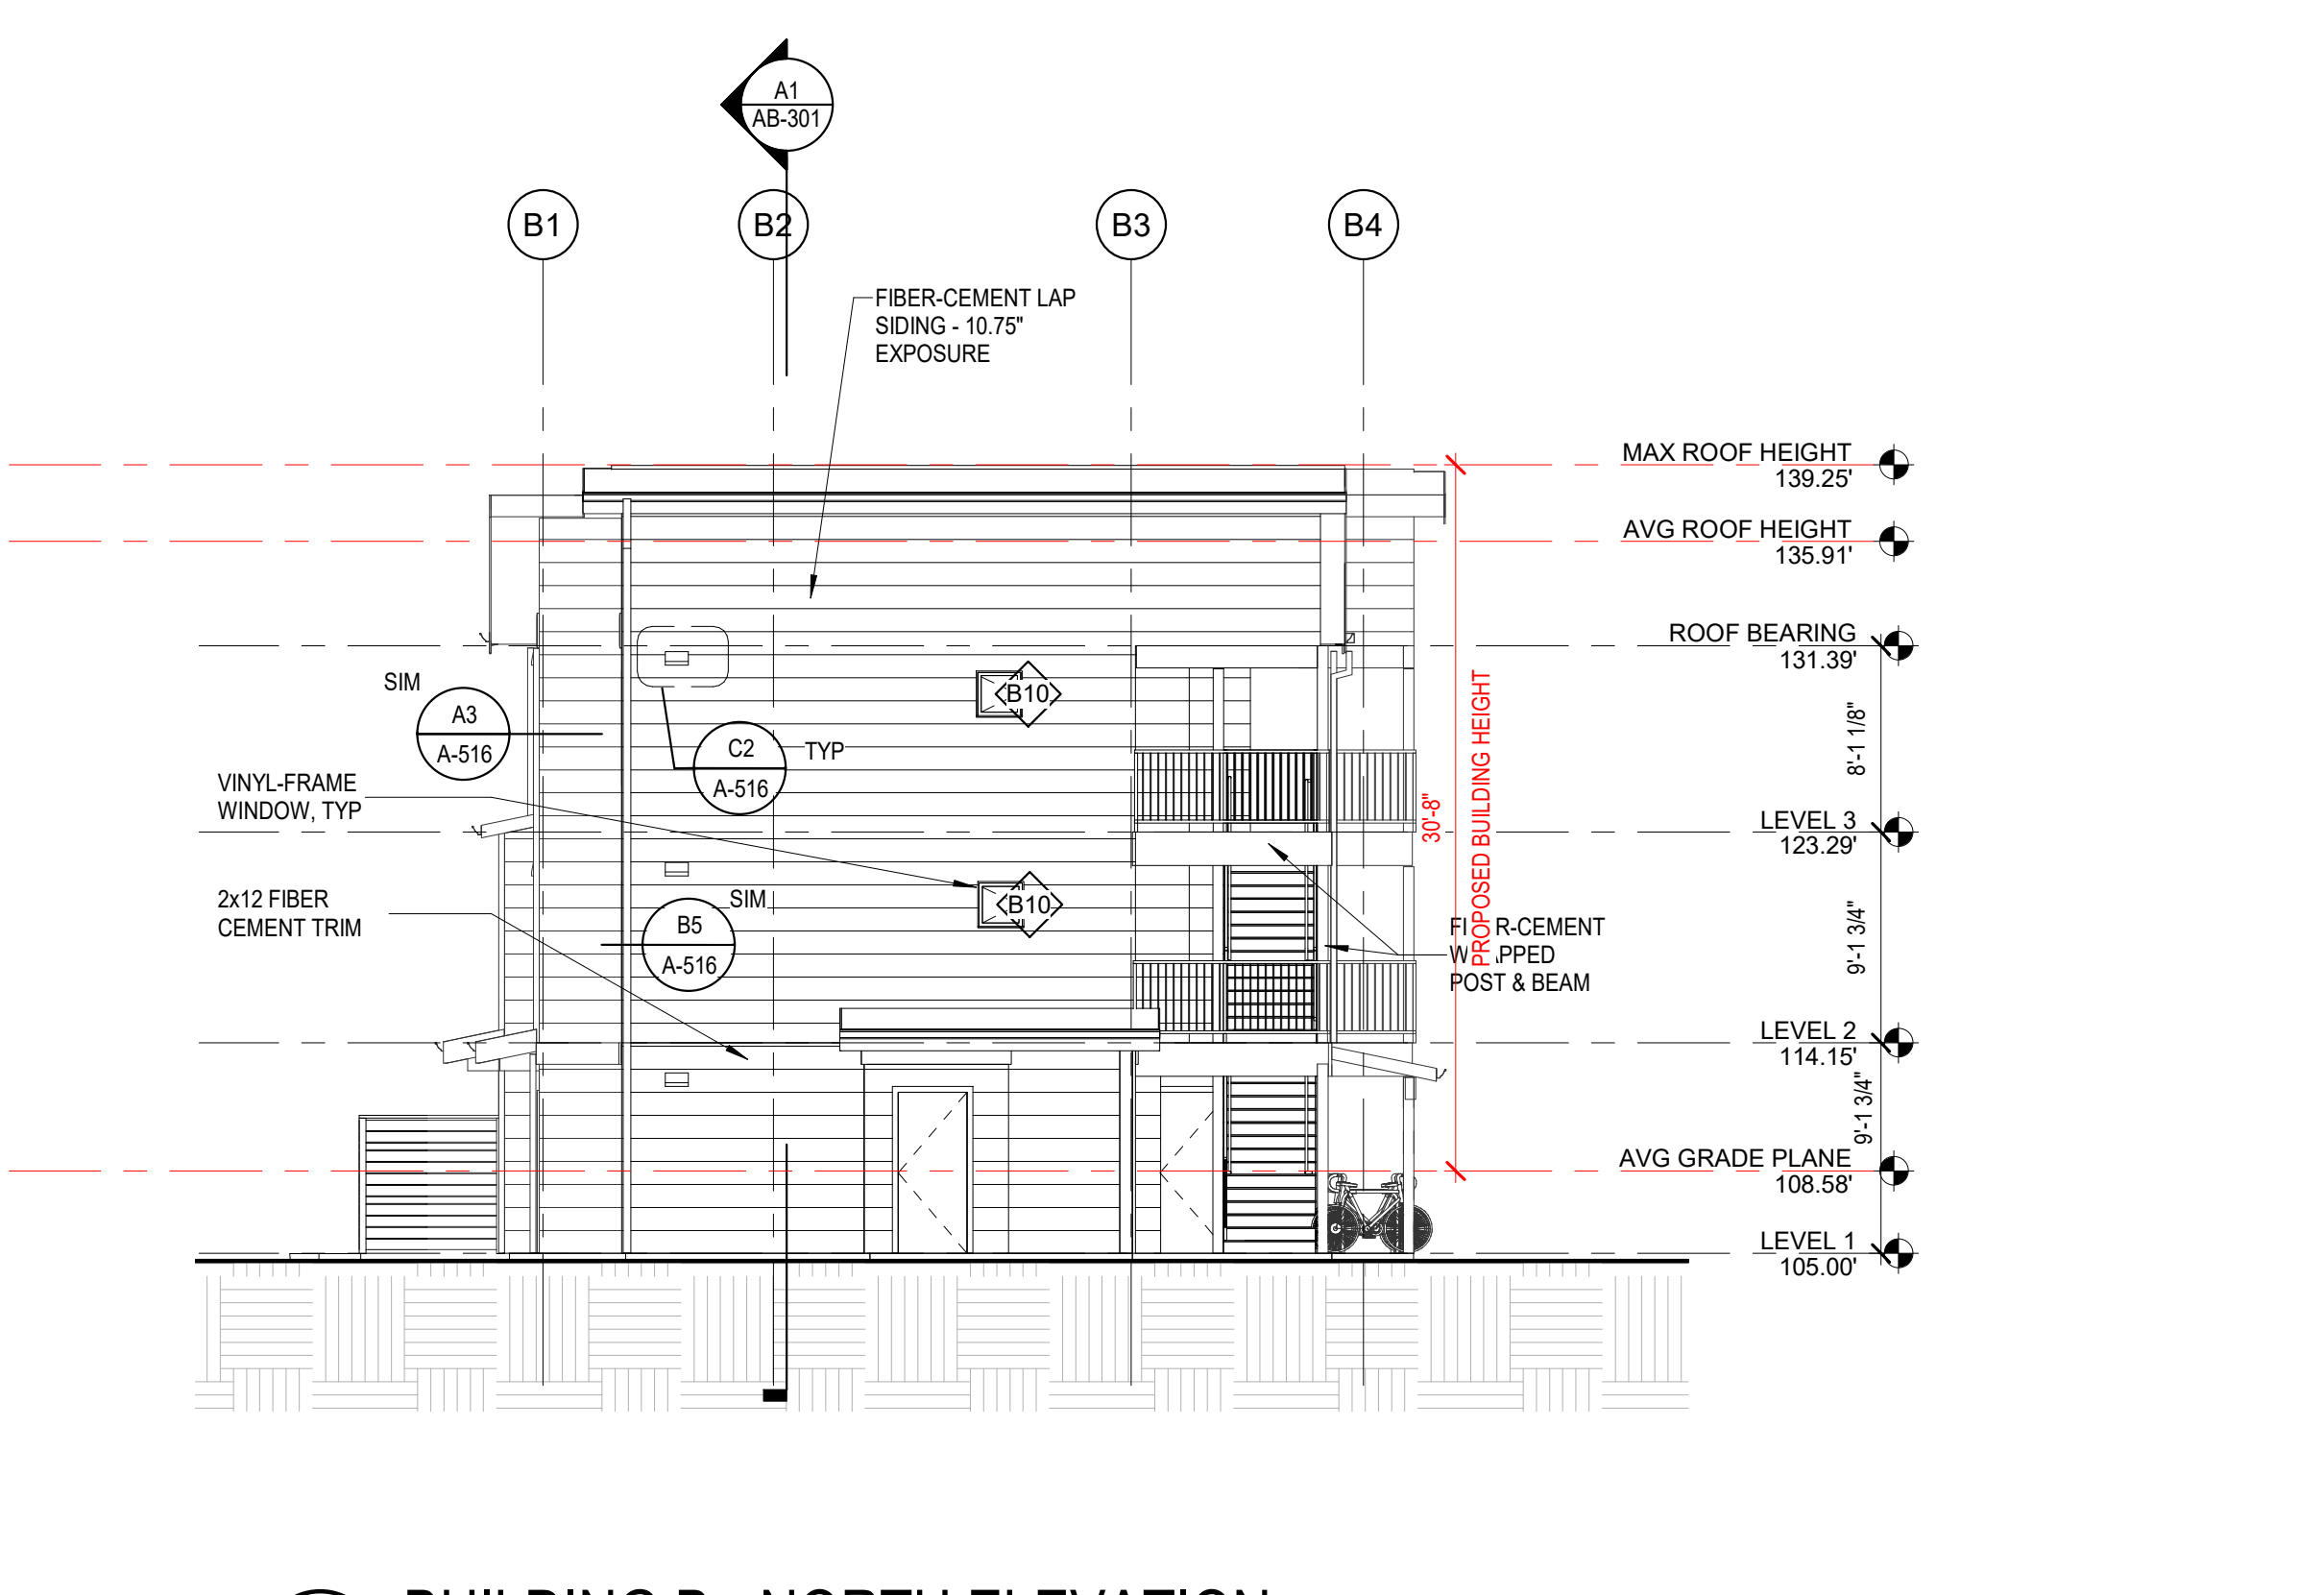 A1
AB-301
B1
B2
B3
B4
FIBER-CEMENT LAP
SIDING - 10.75"
EXPOSURE
MAX ROOF HEIGHT
139.25'
AVG ROOF HEIGHT
135.91'
ROOF BEARING
131.39'
SIM
A3
A-516
C2
A-516
TYP
B10
VINYL-FRAME
WINDOW, TYP
8'-1 1/8"
30'-8"
PROPOSED BUILDING HEIGHT
LEVEL 3
123.29'
2x12 FIBER
CEMENT TRIM
SIM
B5
A-516
B10
POST & BEAM
9'-1 3/4"
LEVEL 2
114.15'
9'-1 3/4"
AVG GRADE PLANE
108.58'
LEVEL 1
105.00'